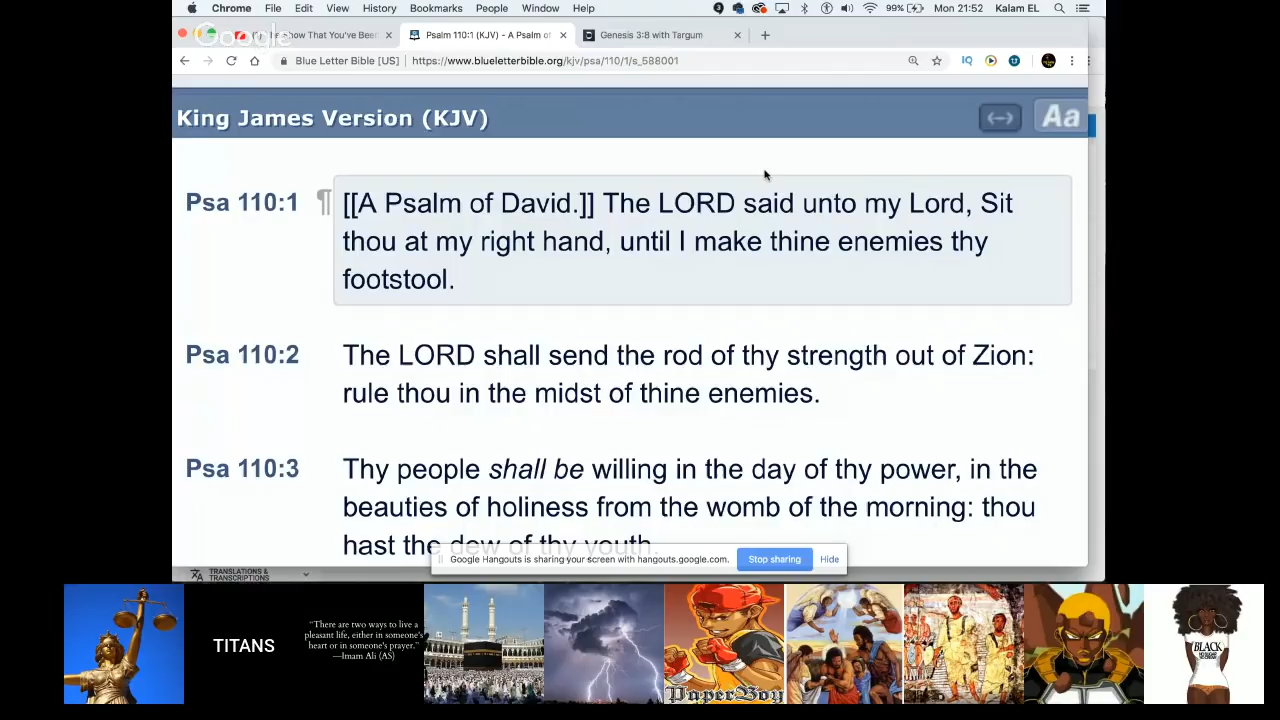 Chrome File Edit View History Bookmarks People Window Help 99% Mon 21:52 Kalam EL
Google
Show That You've Been Psalm 110:1 (KJV) - A Psalm of Genesis 3:8 with Targum
Blue Letter Bible [US] https://www.blueletterbible.org/kjv/psa/110/1/s_588001
King James Version (KJV) Aa
Psa 110:1 ¶ [[A Psalm of David.]] The LORD said unto my Lord, Sit
thou at my right hand, until I make thine enemies thy
footstool.
Psa 110:2 The LORD shall send the rod of thy strength out of Zion:
rule thou in the midst of thine enemies.
Psa 110:3 Thy people shall be willing in the day of thy power, in the
beauties of holiness from the womb of the morning: thou
hast the dew of thy youth.
Google Hangouts is sharing your screen with hangouts.google.com. Stop sharing Hide
TRANSLATIONS &
TRANSCRIPTIONS
TITANS
“There are two ways to live a
pleasant life, either in someone's
heart or in someone's prayer.”
—Imam Ali (AS)
PaperBoy
BLACK